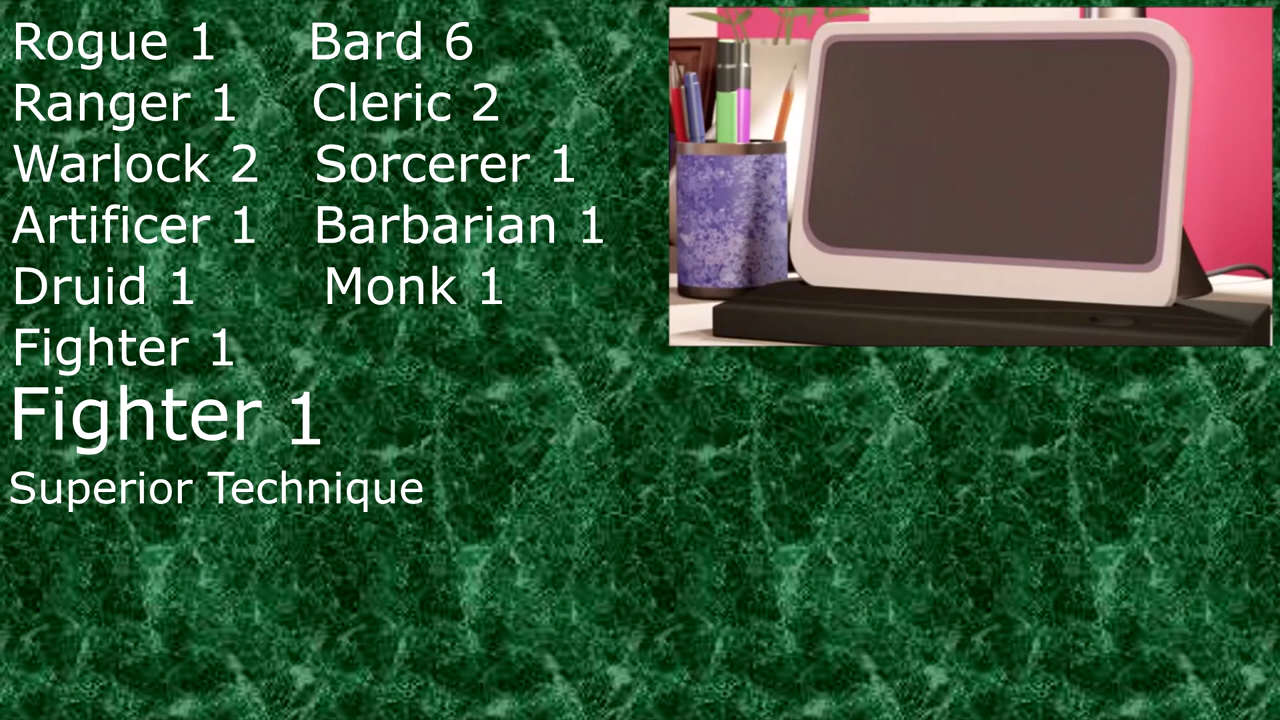 Rogue 1
Ranger 1
Warlock 2
Artificer 1
Druid 1
Fighter 1
Bard 6
Cleric 2
Sorcerer 1
Barbarian 1
Monk 1
Fighter 1
Superior Technique